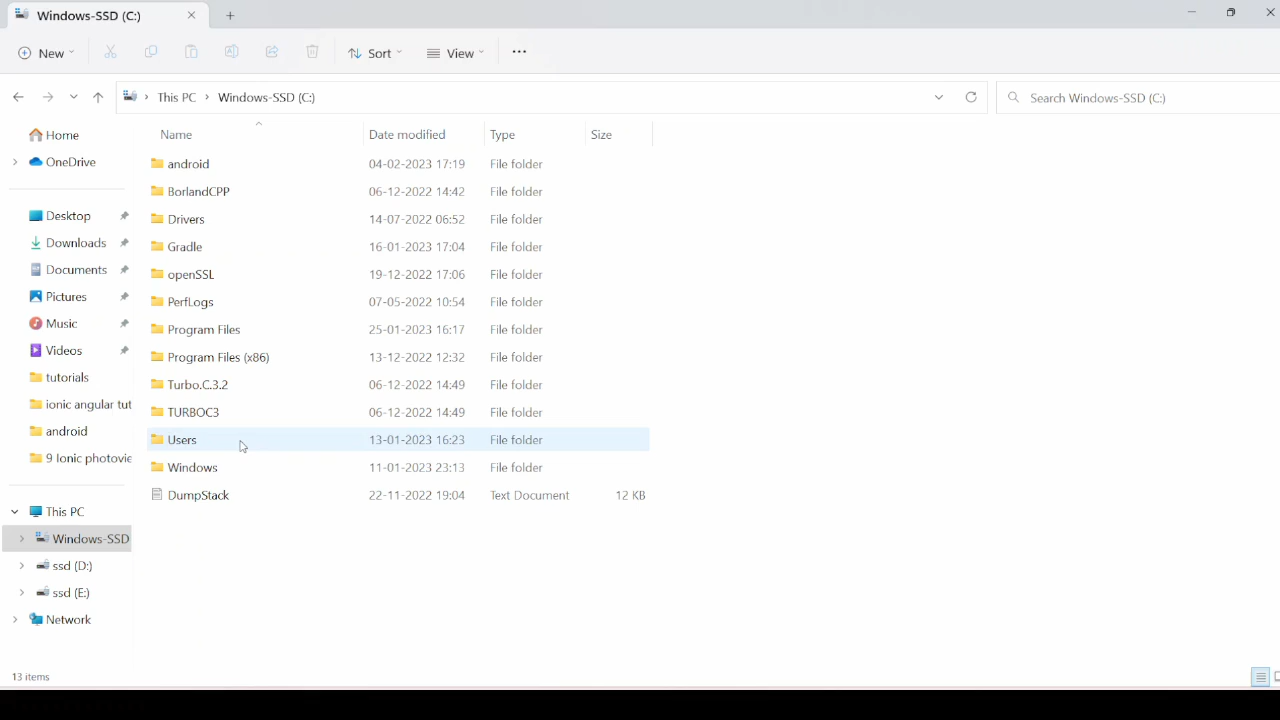 Windows-SSD (C:)
New Sort View
This PC > Windows-SSD (C:) Search Windows-SSD (C:)
Home
OneDrive
Desktop
Downloads
Documents
Pictures
Music
Videos
tutorials
ionic angular tut
android
9 Ionic photovie
This PC
Windows-SSD
ssd (D:)
ssd (E:)
Network
Name Date modified Type Size
android 04-02-2023 17:19 File folder
BorlandCPP 06-12-2022 14:42 File folder
Drivers 14-07-2022 06:52 File folder
Gradle 16-01-2023 17:04 File folder
openSSL 19-12-2022 17:06 File folder
PerfLogs 07-05-2022 10:54 File folder
Program Files 25-01-2023 16:17 File folder
Program Files (x86) 13-12-2022 12:32 File folder
Turbo.C.3.2 06-12-2022 14:49 File folder
TURBOC3 06-12-2022 14:49 File folder
Users 13-01-2023 16:23 File folder
Windows 11-01-2023 23:13 File folder
DumpStack 22-11-2022 19:04 Text Document 12 KB
13 items